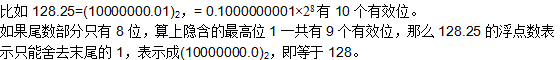 比如 128.25=(10000000.01)₂，= 0.1000000001×2⁸ 有 10 个有效位。
如果尾数部分只有 8 位，算上隐含的最高位 1 一共有 9 个有效位，那么 128.25 的浮点数表
示只能舍去末尾的 1，表示成(10000000.0)₂，即等于 128。